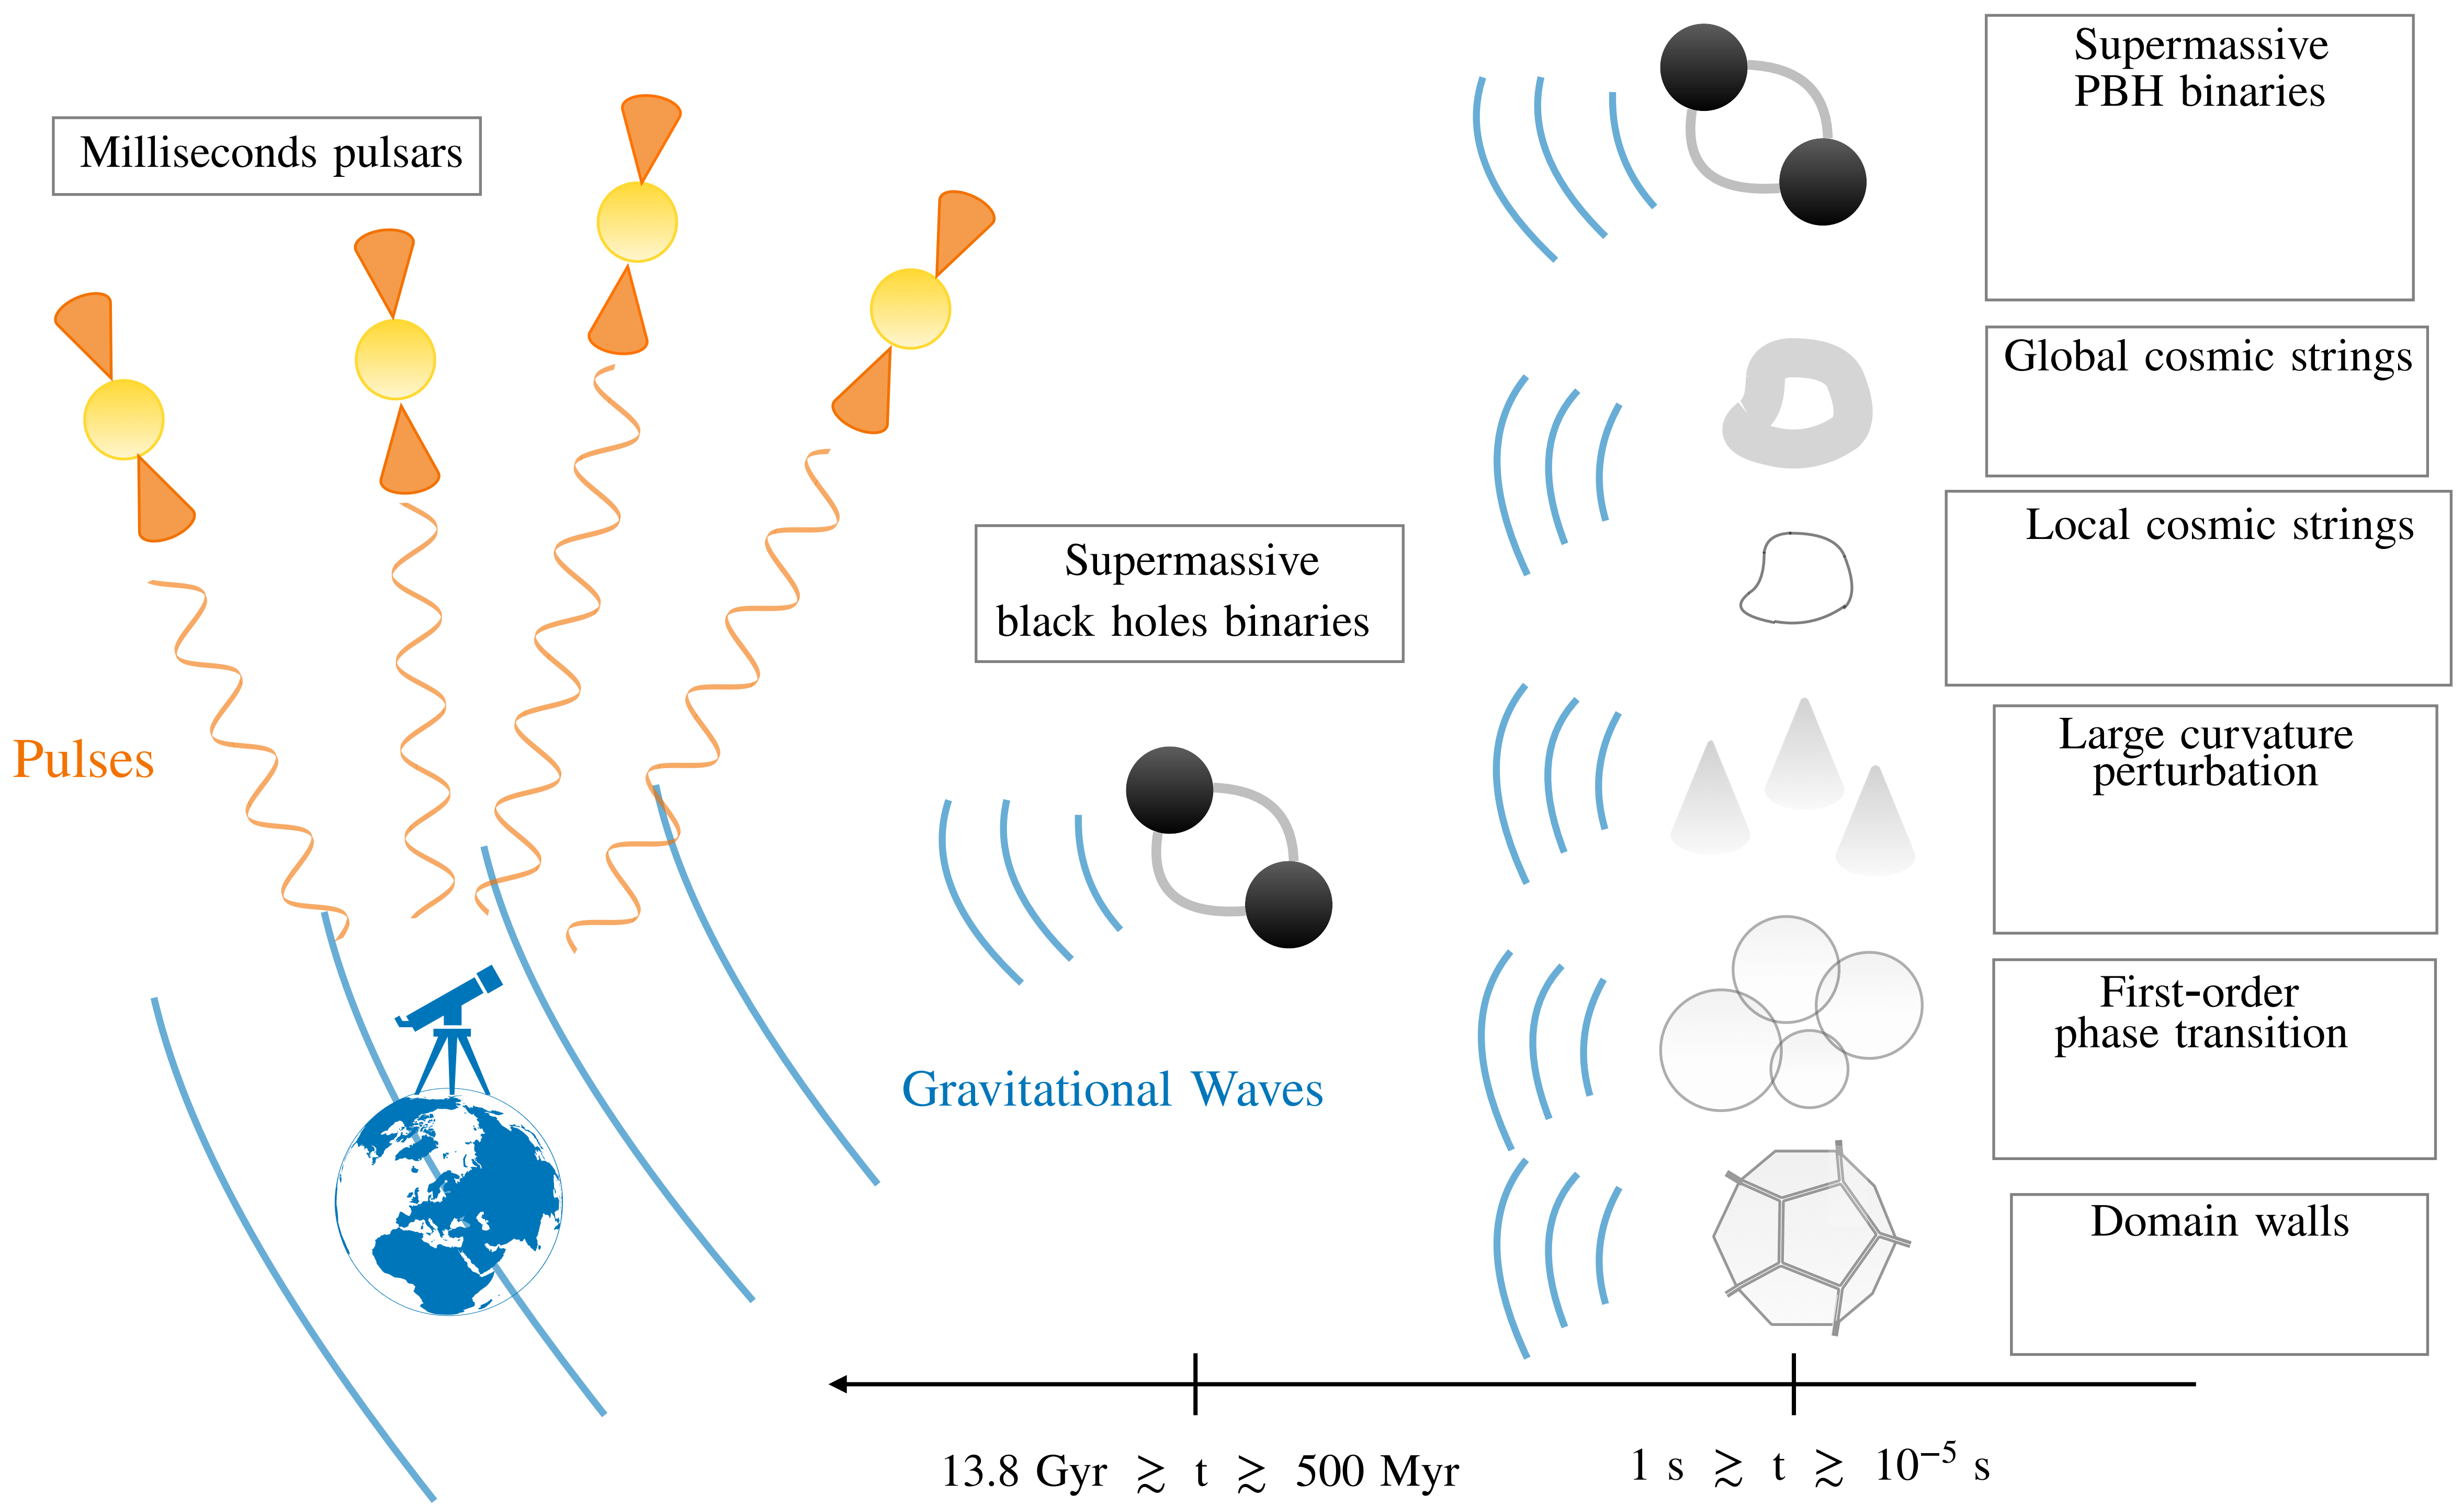 Milliseconds pulsars
Supermassive
PBH binaries
Global cosmic strings
Local cosmic strings
Supermassive
black holes binaries
Large curvature
perturbation
Pulses
First-order
phase transition
Gravitational Waves
Domain walls
13.8 Gyr ≳ t ≳ 500 Myr
1 s ≳ t ≳ 10⁻⁵ s